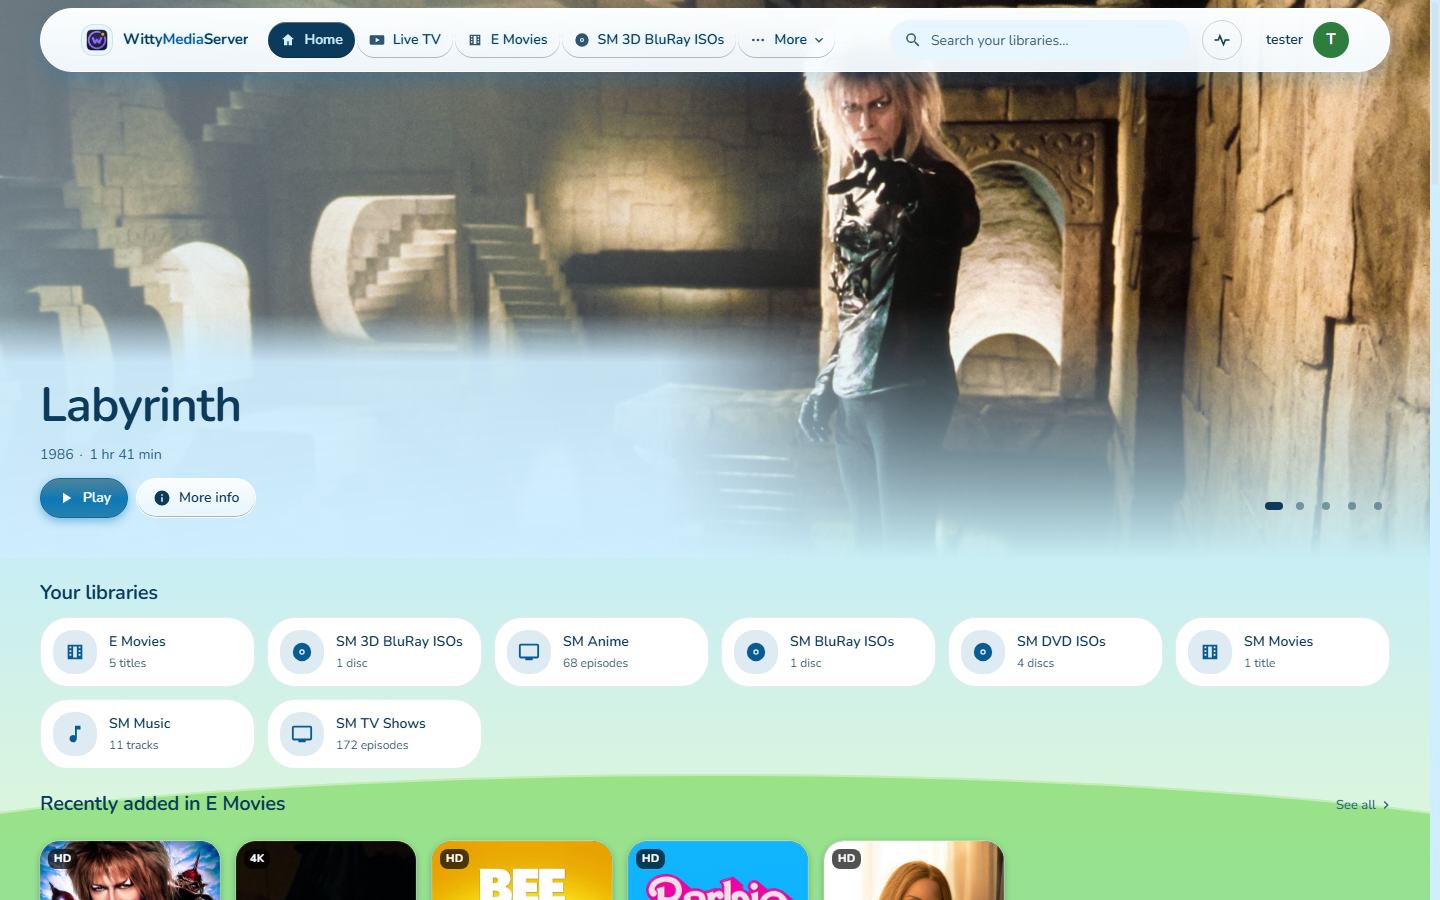 WittyMediaServer
Home
Live TV
E Movies
SM 3D BluRay ISOs
More
Search your libraries...
tester
T
Labyrinth
1986 · 1 hr 41 min
Play
More info
Your libraries
E Movies
5 titles
SM 3D BluRay ISOs
1 disc
SM Anime
68 episodes
SM BluRay ISOs
1 disc
SM DVD ISOs
4 discs
SM Movies
1 title
SM Music
11 tracks
SM TV Shows
172 episodes
Recently added in E Movies
See all
HD
4K
HD
BEE
HD
Barbie
HD